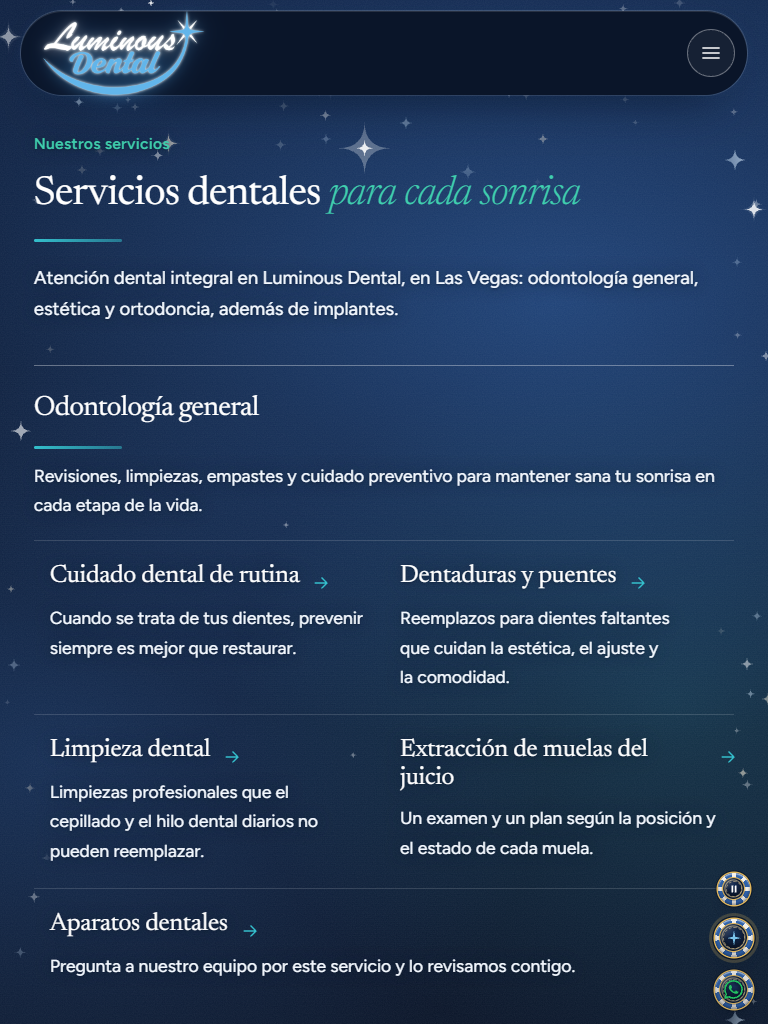 Luminous
Dental
Nuestros servicios
Servicios dentales para cada sonrisa
Atención dental integral en Luminous Dental, en Las Vegas: odontología general,
estética y ortodoncia, además de implantes.
Odontología general
Revisiones, limpiezas, empastes y cuidado preventivo para mantener sana tu sonrisa en
cada etapa de la vida.
Cuidado dental de rutina →
Cuando se trata de tus dientes, prevenir
siempre es mejor que restaurar.
Dentaduras y puentes →
Reemplazos para dientes faltantes
que cuidan la estética, el ajuste y
la comodidad.
Limpieza dental →
Limpiezas profesionales que el
cepillado y el hilo dental diarios no
pueden reemplazar.
Extracción de muelas del →
juicio
Un examen y un plan según la posición y
el estado de cada muela.
Aparatos dentales →
Pregunta a nuestro equipo por este servicio y lo revisamos contigo.